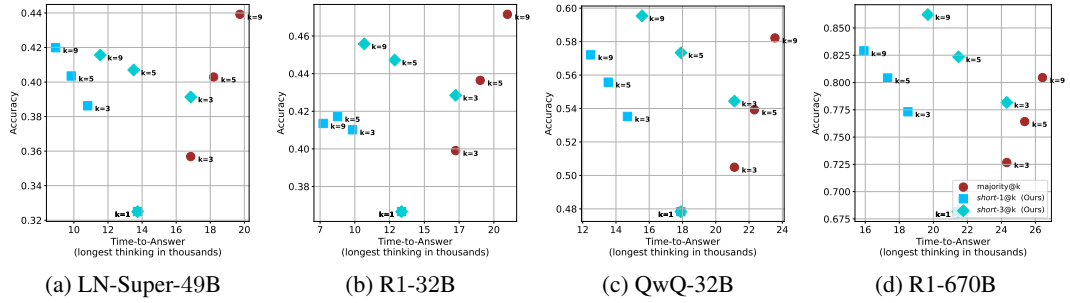 0.44
0.42
0.40
0.38
0.36
0.34
0.32
Accuracy
k=9
k=9
k=9
k=5
k=5
k=5
k=3
k=3
k=3
k=1
10 12 14 16 18 20
Time-to-Answer
(longest thinking in thousands)
(a) LN-Super-49B
0.46
0.44
0.42
0.40
0.38
Accuracy
k=9
k=9
k=5
k=5
k=5
k=9
k=3
k=3
k=3
k=1
7 10 12 15 17 20
Time-to-Answer
(longest thinking in thousands)
(b) R1-32B
0.60
0.58
0.56
0.54
0.52
0.50
0.48
Accuracy
k=9
k=9
k=9
k=5
k=5
k=3
k=5
k=3
k=3
k=1
12 14 16 18 20 22 24
Time-to-Answer
(longest thinking in thousands)
(c) QwQ-32B
0.850
0.825
0.800
0.775
0.750
0.725
0.700
0.675
Accuracy
k=9
k=9
k=5
k=5
k=9
k=3
k=3
k=5
k=3
k=1
majority@k
short-1@k (Ours)
short-3@k (Ours)
16 18 20 22 24 26
Time-to-Answer
(longest thinking in thousands)
(d) R1-670B